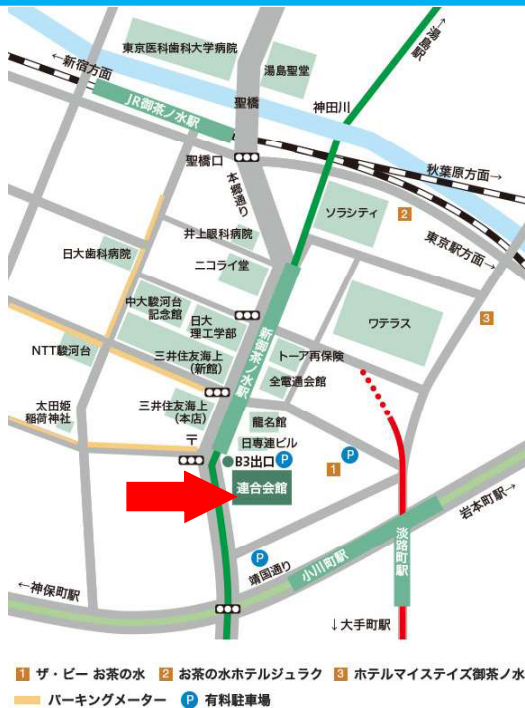 東京医科歯科大学病院
←新宿方面
湯島聖堂
→湯島駅
JR御茶ノ水駅
聖橋
神田川
聖橋口
本郷通り
秋葉原方面→
ソラシティ
2
東京駅方面→
井上眼科病院
日大歯科病院
ニコライ堂
3
中大駿河台
記念館
日大
理工学部
新御茶ノ水駅
ワテラス
NTT駿河台
三井住友海上
(新館)
トーア再保険
全電通会館
太田姫
稲荷神社
三井住友海上
(本店)
龍名館
〒
日専連ビル
B3出口
P
P
1
連合会館
岩本町駅→
淡路町駅
P
靖国通り
小川町駅
←神保町駅
↓大手町駅
1 ザ・ビー お茶の水 2 お茶の水ホテルジュラク 3 ホテルマイステイズ御茶ノ水
パーキングメーター P 有料駐車場